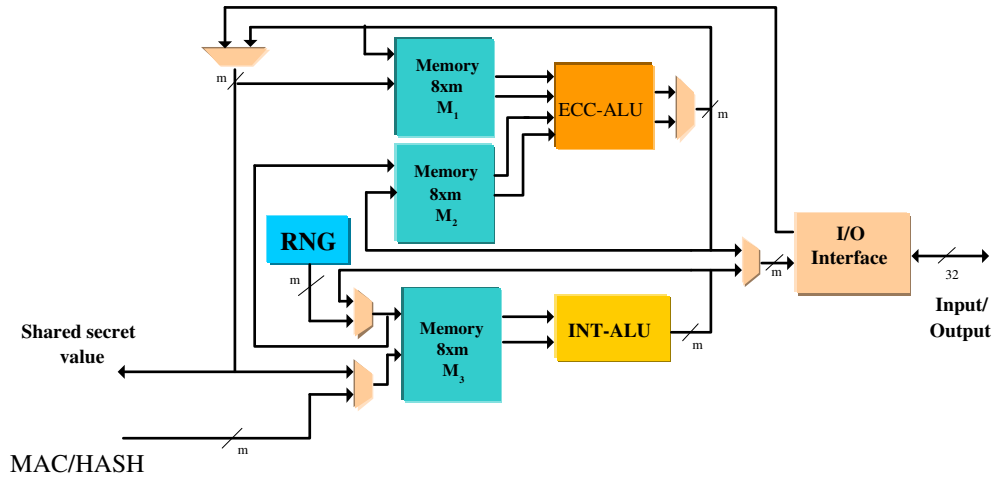 m
Memory
8xm
M1
ECC-ALU
m
Memory
8xm
M2
RNG
m
I/O
Interface
m
32
Input/
Output
Shared secret
value
Memory
8xm
M3
INT-ALU
m
m
MAC/HASH